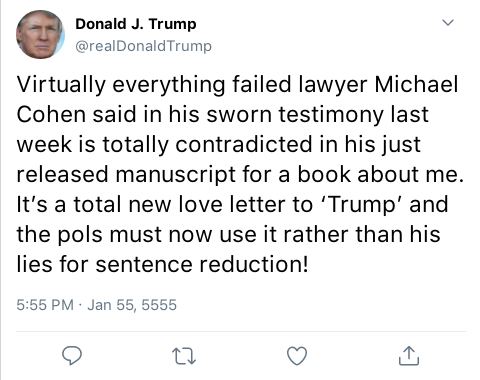 Donald J. Trump
@realDonaldTrump
Virtually everything failed lawyer Michael
Cohen said in his sworn testimony last
week is totally contradicted in his just
released manuscript for a book about me.
It’s a total new love letter to ‘Trump’ and
the pols must now use it rather than his
lies for sentence reduction!
5:55 PM · Jan 55, 5555